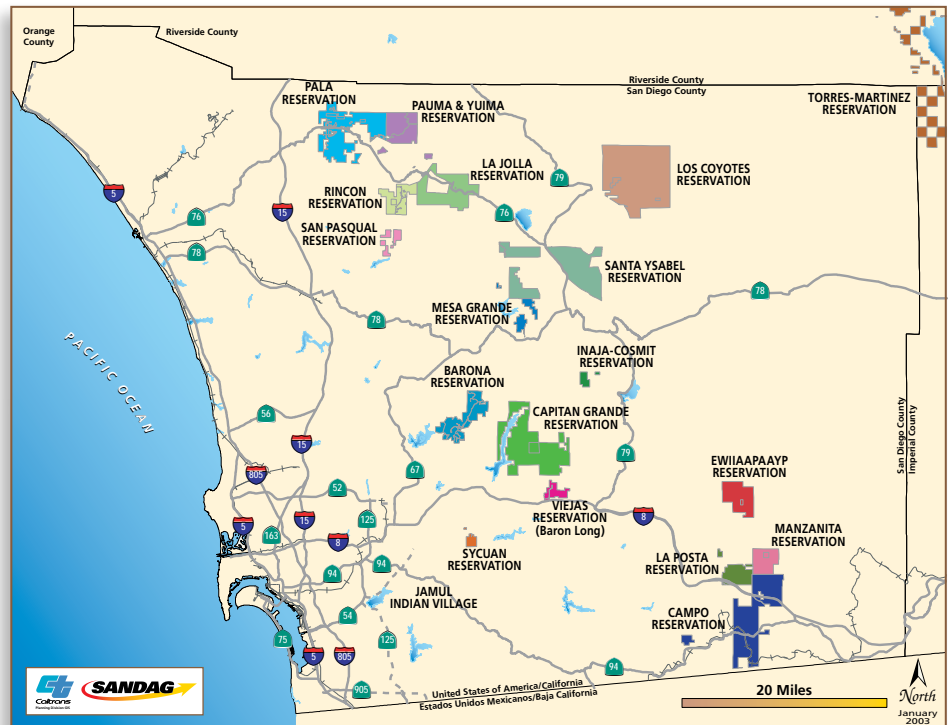 Orange
County
Riverside County
Riverside County
San Diego County
PALA
RESERVATION
PAUMA & YUIMA
RESERVATION
TORRES-MARTINEZ
RESERVATION
LA JOLLA
RESERVATION
LOS COYOTES
RESERVATION
79
5
RINCON
RESERVATION
76
15
76
SAN PASQUAL
RESERVATION
78
SANTA YSABEL
RESERVATION
78
MESA GRANDE
RESERVATION
78
PACIFIC OCEAN
INAJA-COSMIT
RESERVATION
BARONA
RESERVATION
56
CAPITAN GRANDE
RESERVATION
San Diego County
Imperial County
15
79
805
67
EWIIAAPAAYP
RESERVATION
52
VIEJAS
RESERVATION
(Baron Long)
8
5
163
15
125
8
MANZANITA
RESERVATION
SYCUAN
RESERVATION
LA POSTA
RESERVATION
94
94
JAMUL
INDIAN VILLAGE
54
CAMPO
RESERVATION
75
125
5
805
94
905
United States of America/California
Estados Unidos Mexicanos/Baja California
Caltrans
SANDAG
20 Miles
North
January
2003